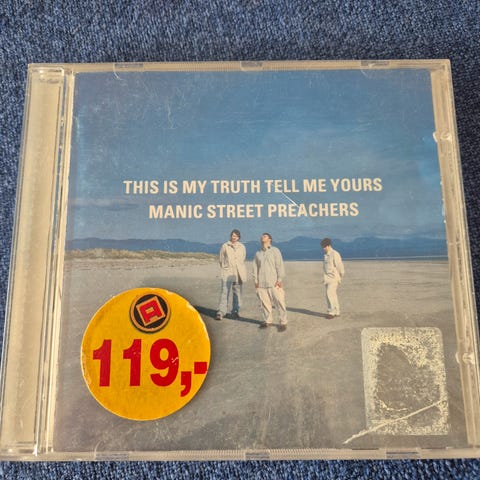 THIS IS MY TRUTH TELL ME YOURS
MANIC STREET PREACHERS
119,-